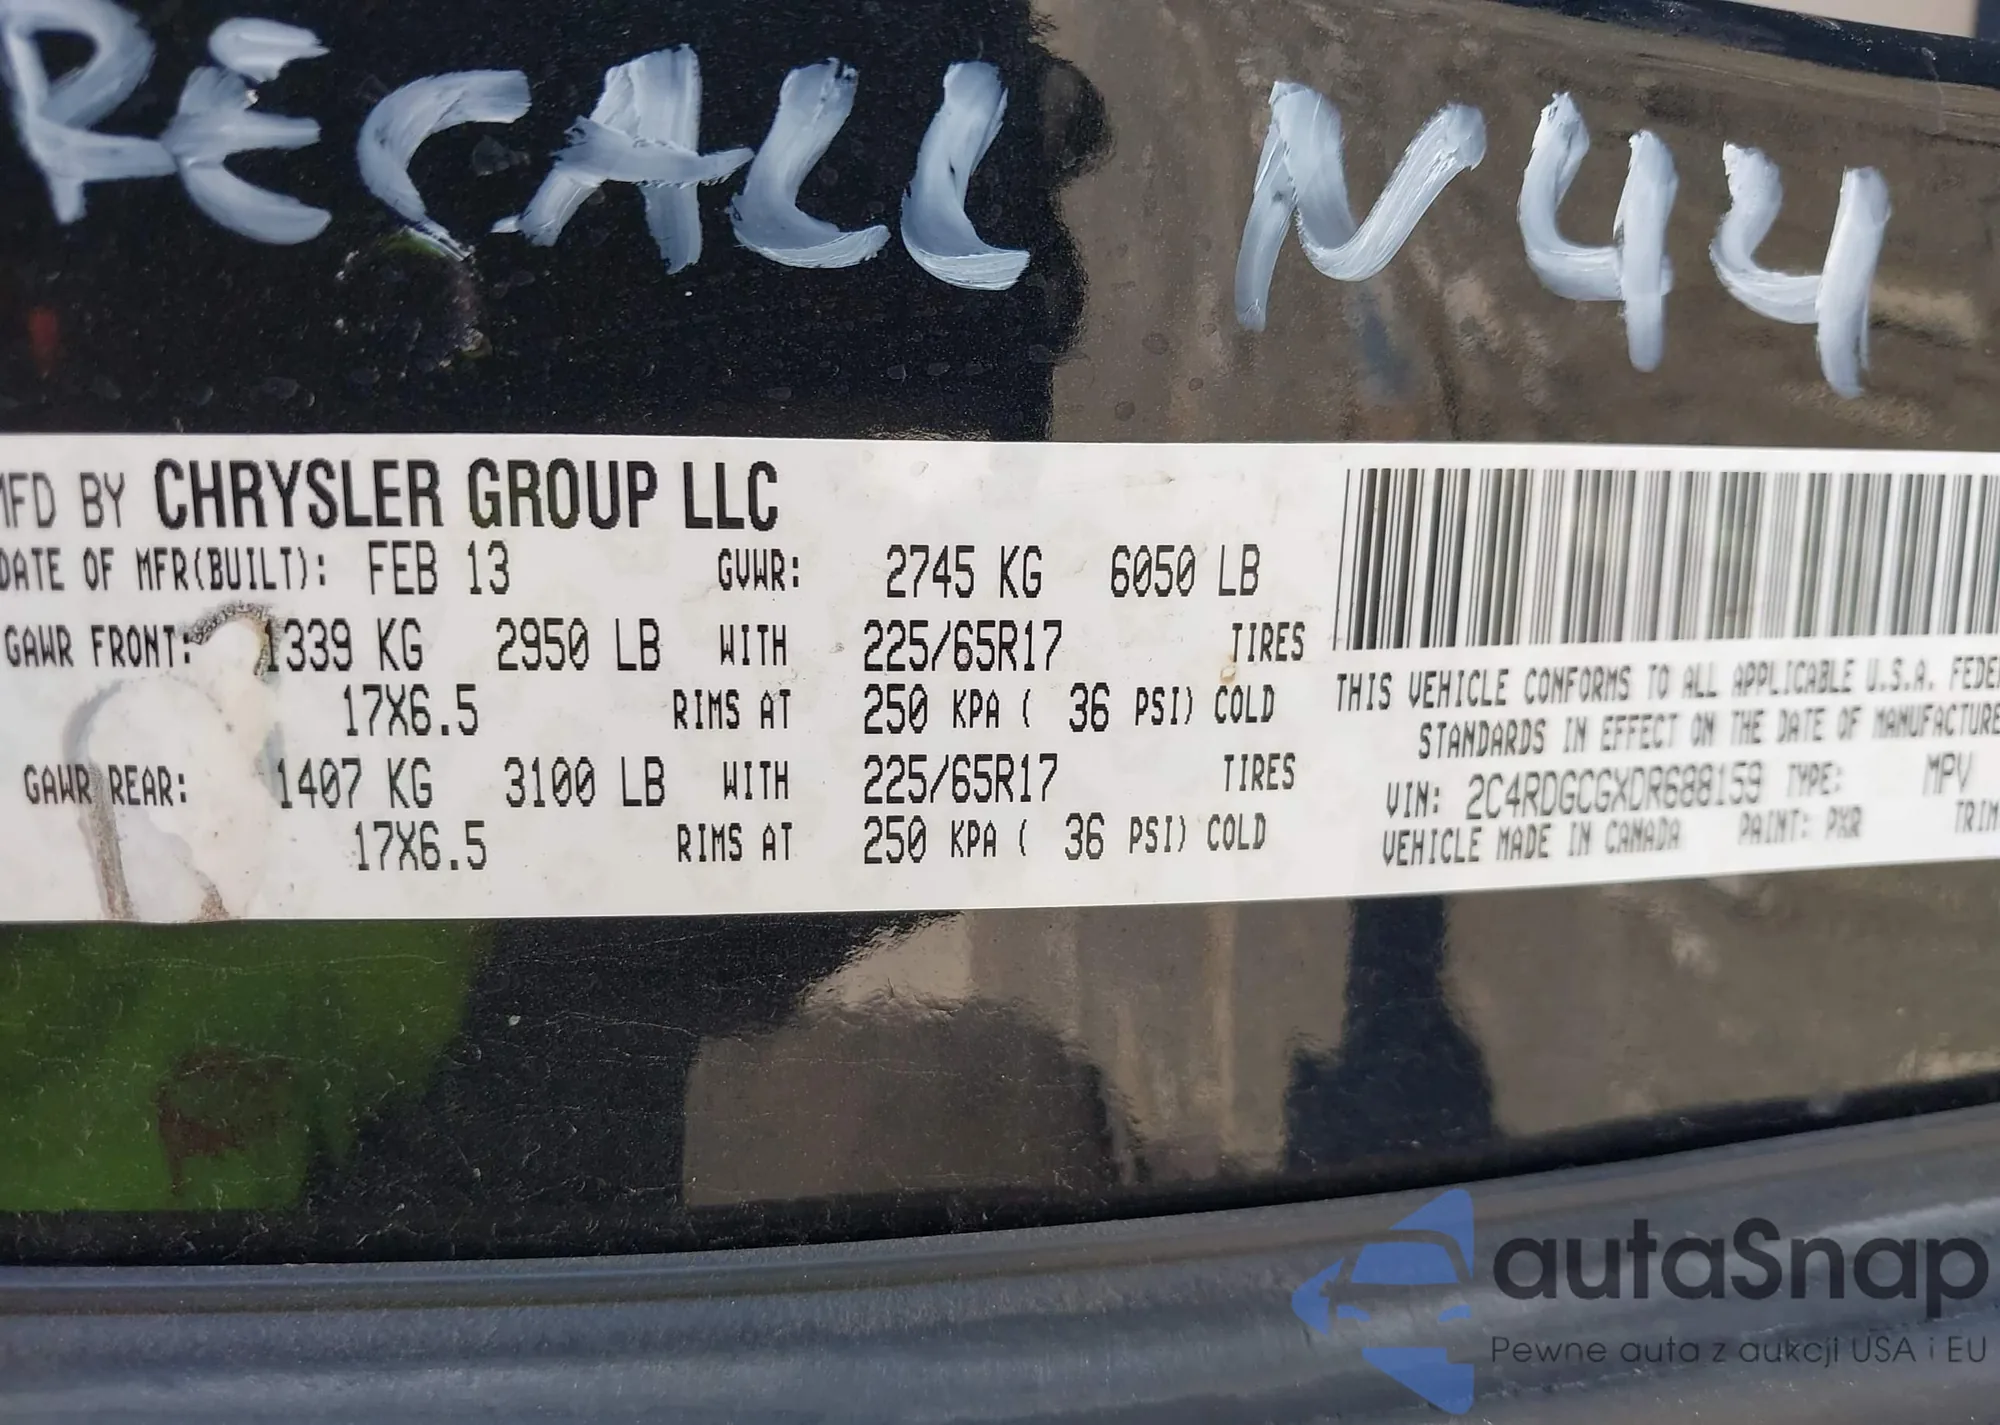 RECALL N44
MFD BY CHRYSLER GROUP LLC
DATE OF MFR(BUILT): FEB 13 GVWR: 2745 KG 6050 LB
GAWR FRONT: 1339 KG 2950 LB WITH 225/65R17 TIRES
17X6.5 RIMS AT 250 KPA ( 36 PSI) COLD
GAWR REAR: 1407 KG 3100 LB WITH 225/65R17 TIRES
17X6.5 RIMS AT 250 KPA ( 36 PSI) COLD
THIS VEHICLE CONFORMS TO ALL APPLICABLE U.S.A. FEDER
STANDARDS IN EFFECT ON THE DATE OF MANUFACTURE
VIN: 2C4RDGCGXDR688159 TYPE: MPV
VEHICLE MADE IN CANADA PAINT: PXR TRIM
autaSnap
Pewne auta z aukcji USA i EU